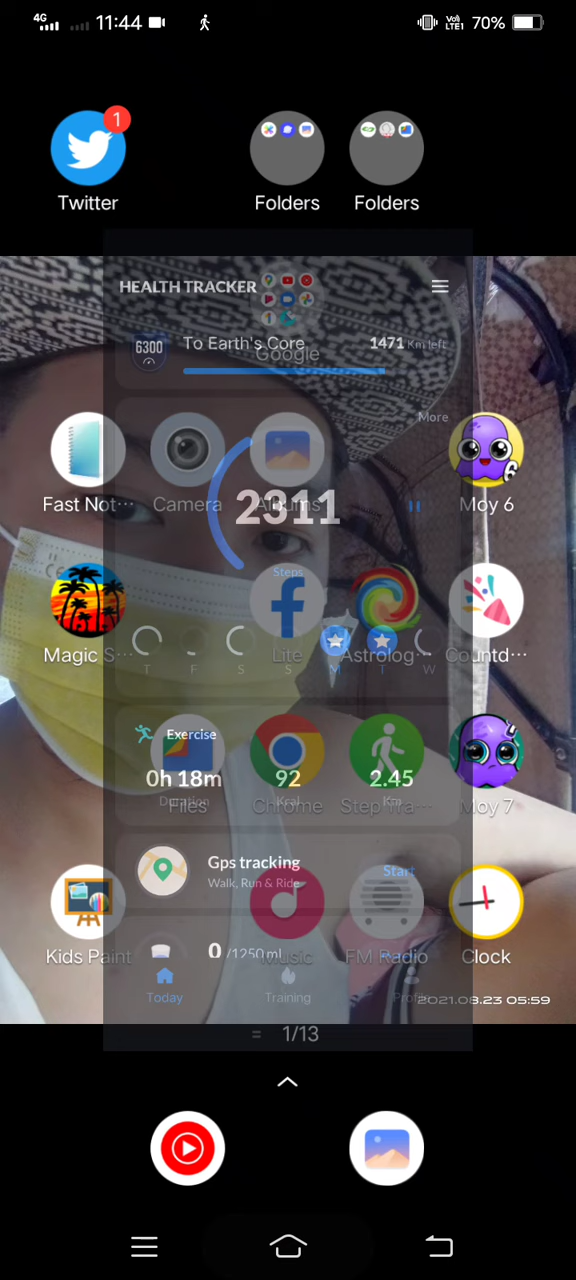 4G 11:44 VoLTE1 70%
1
Twitter Folders Folders
HEALTH TRACKER
6300 To Earth's Core 1471 Km left
Google
More
2311
Fast Not··· Camera Albums Moy 6
Steps
T F S S M T W
Magic S··· Lite Astrolog··· Countd···
Exercise
0h 18m 92 2.45
Duration Kcal Km
Files Chrome Step Tra··· Moy 7
Gps tracking Start
Walk, Run & Ride
0 /1250 ml
Kids Paint Music FM Radio Clock
Today Training Profile
2021.08.23 05:59
= 1/13